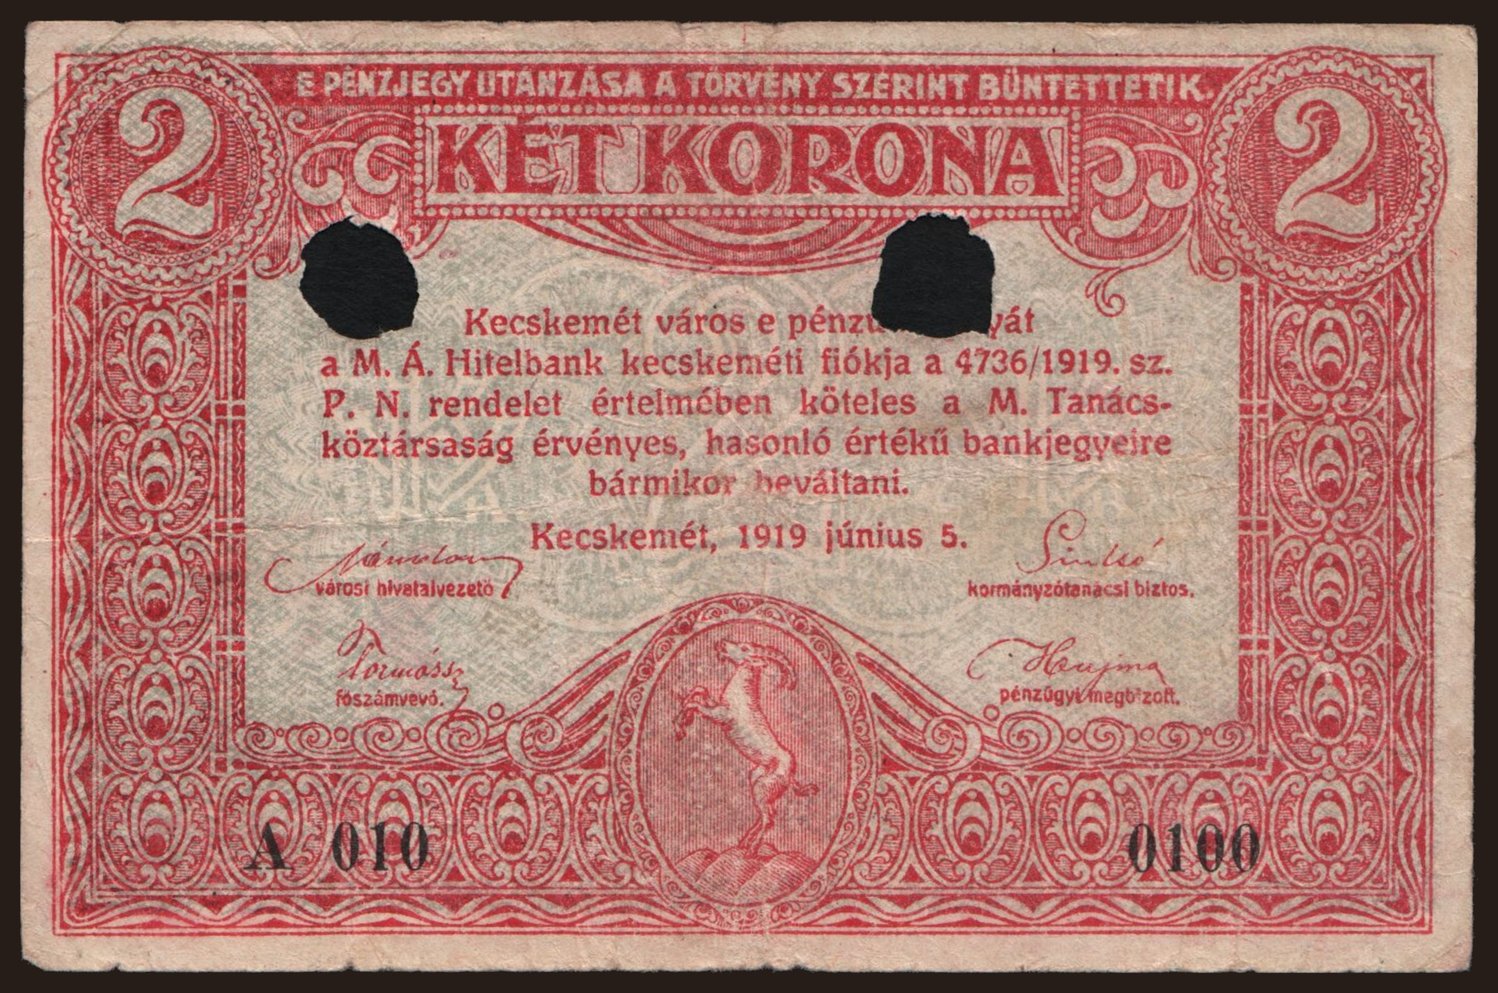 E PÉNZJEGY UTÁNZÁSA A TÖRVÉNY SZERINT BÜNTETTETIK.
2 KÉT KORONA 2
Kecskemét város e
a M. Á. Hitelbank kecskeméti fiókja a 4736/1919. sz.
P. N. rendelet értelmében köteles a M. Tanács-
köztársaság érvényes, hasonló értékű bankjegyeire
bármikor beváltani.
Kecskemét, 1919 június 5.
városi hivatalvezető kormányzótanácsi biztos.
főszámvevő. pénzügyi megbízott.
A 010 0100